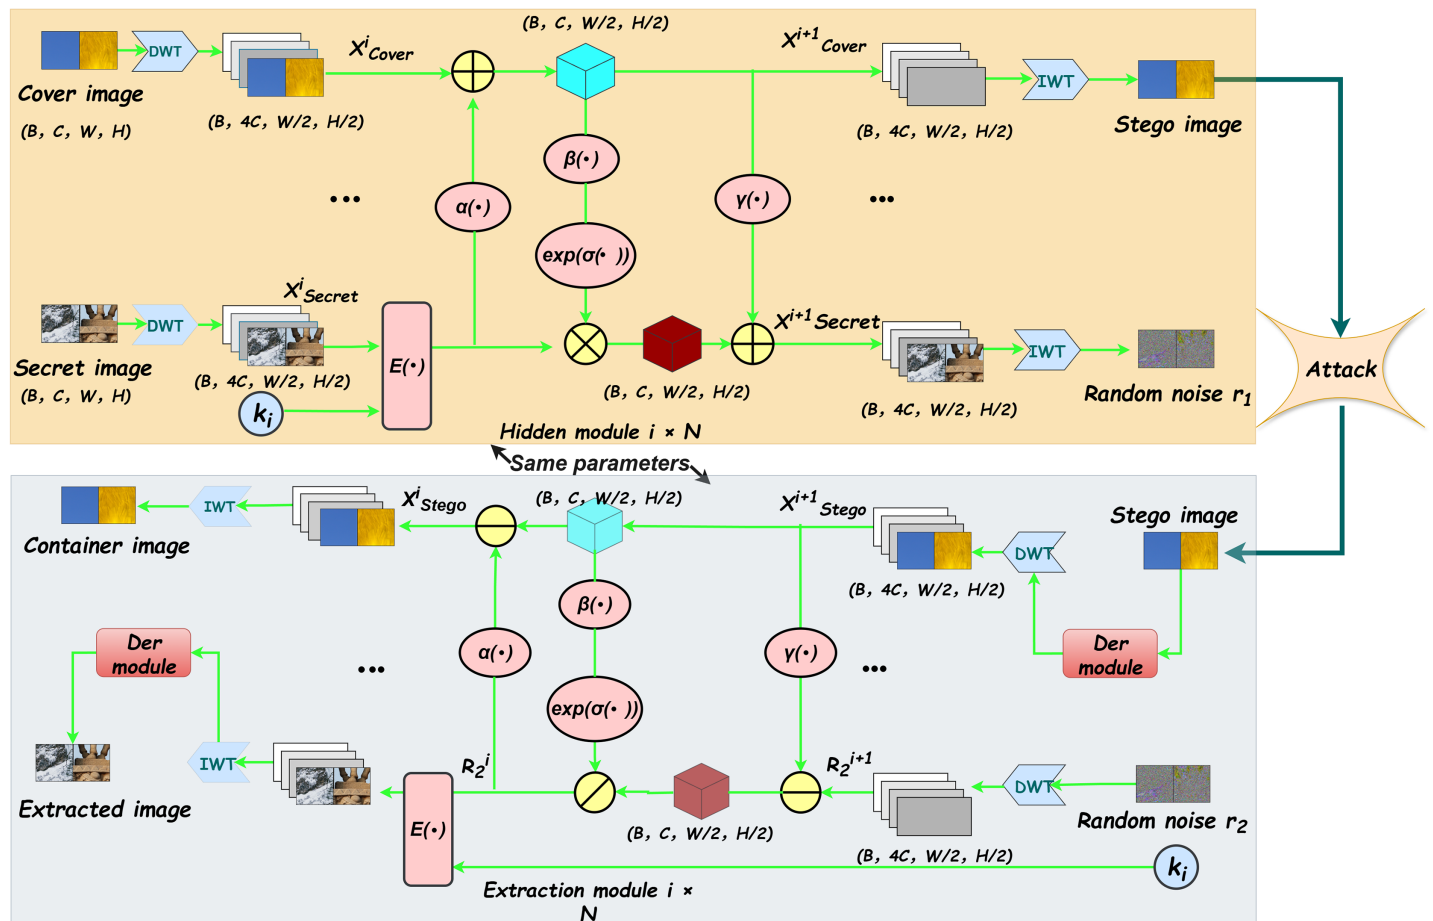 (B, C, W/2, H/2)
DWT
X^i_Cover
X^{i+1}_Cover
IWT
Cover image
(B, C, W, H)
(B, 4C, W/2, H/2)
(B, 4C, W/2, H/2)
Stego image
β(•)
...
α(•)
γ(•)
...
exp(σ(•))
X^i_Secret
DWT
E(•)
X^{i+1}Secret
IWT
Secret image
(B, C, W, H)
(B, 4C, W/2, H/2)
(B, C, W/2, H/2)
(B, 4C, W/2, H/2)
Random noise r_1
Attack
k_i
Hidden module i × N
Same parameters
(B, C, W/2, H/2)
IWT
X^i_Stego
X^{i+1}_Stego
Stego image
Container image
DWT
(B, 4C, W/2, H/2)
β(•)
Der
module
...
α(•)
γ(•)
...
Der
module
exp(σ(•))
IWT
R_2^i
R_2^{i+1}
DWT
Extracted image
E(•)
(B, C, W/2, H/2)
Random noise r_2
(B, 4C, W/2, H/2)
k_i
Extraction module i ×
N